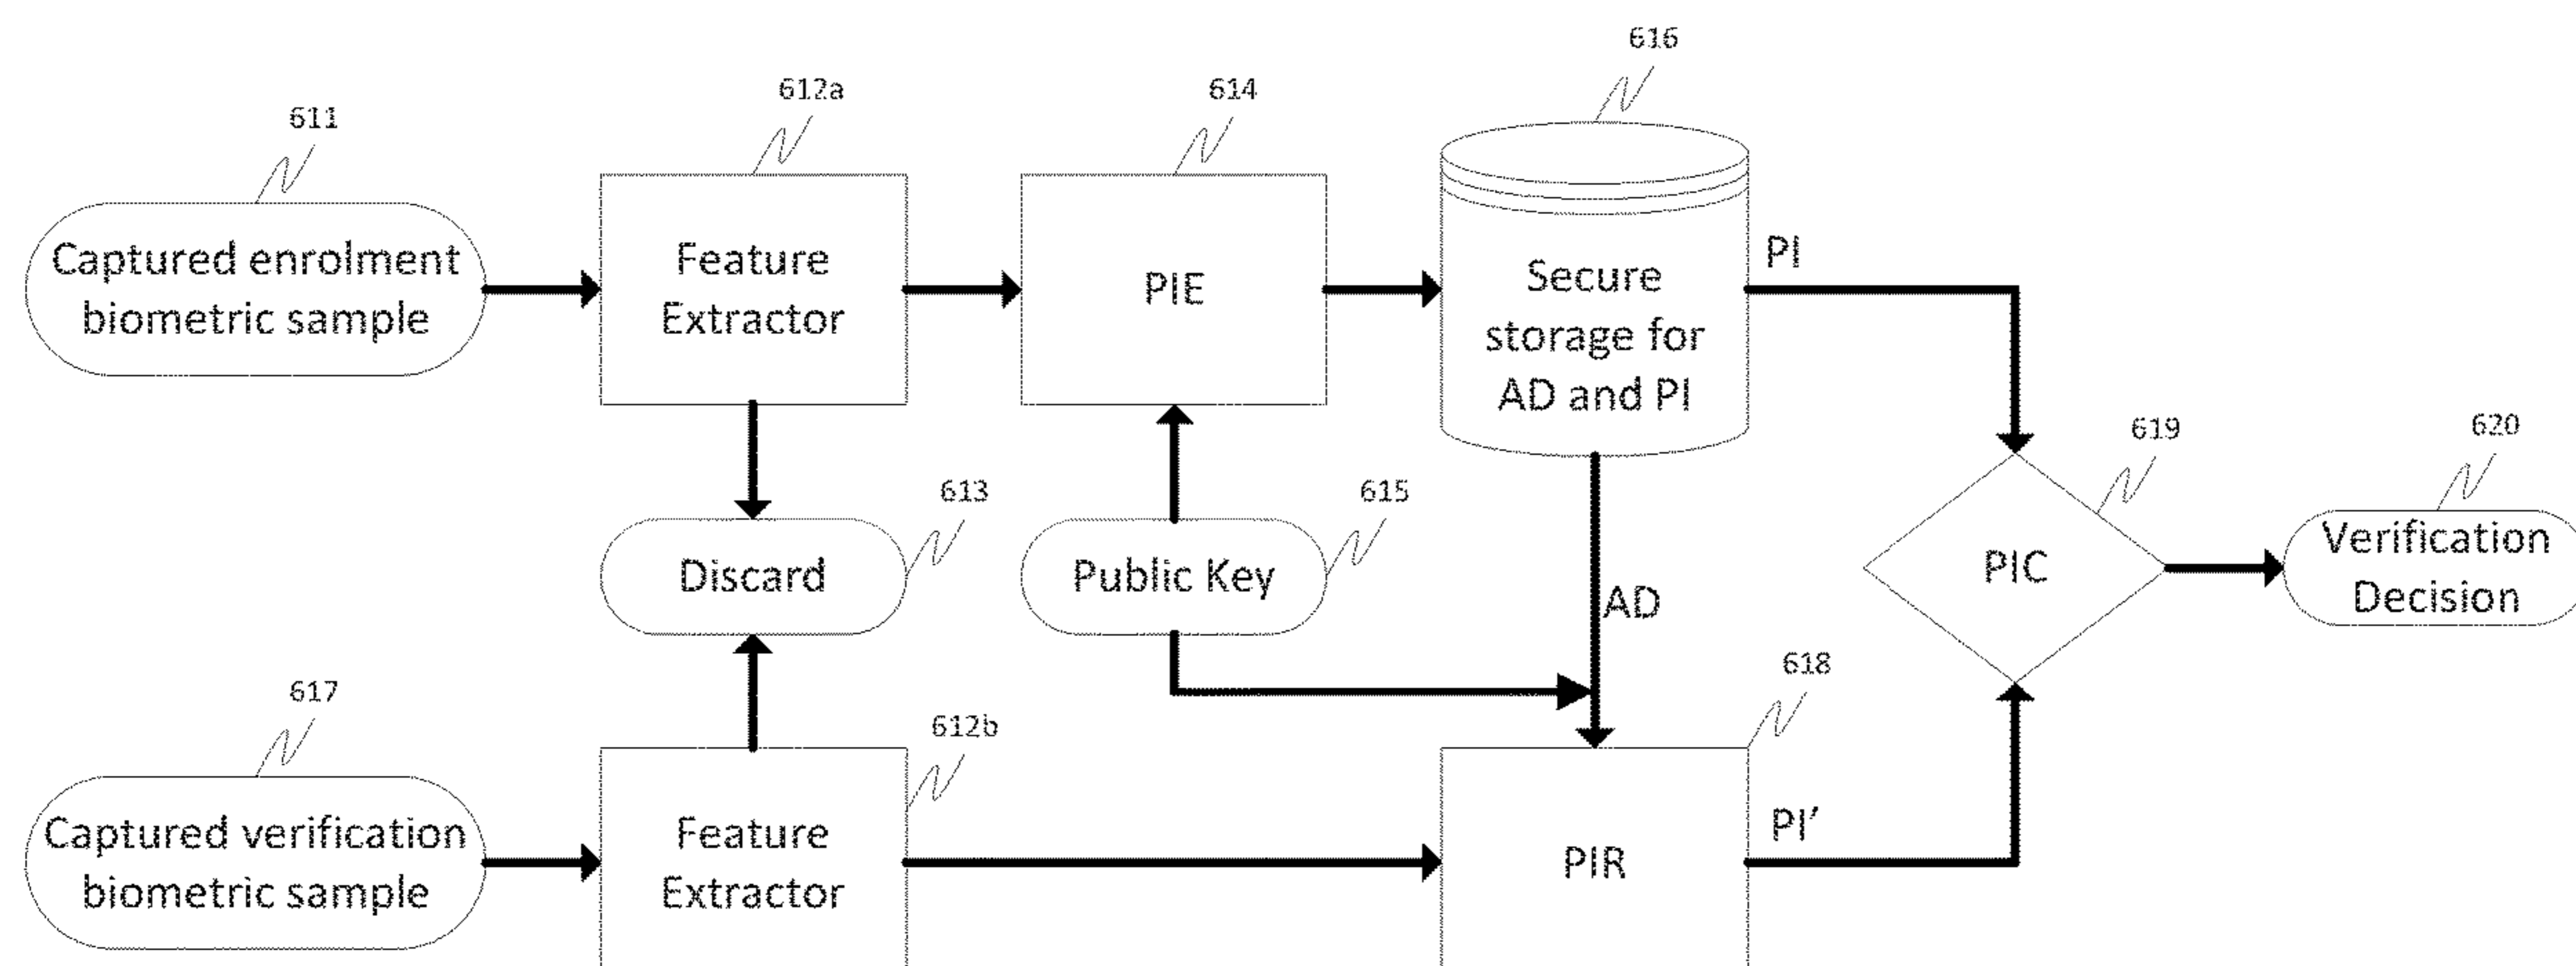 616
612a
614
611
Captured enrolment
biometric sample
Feature
Extractor
PIE
Secure
storage for
AD and PI
PI
619
620
613
615
Discard
Public Key
AD
PIC
Verification
Decision
617
612b
618
Captured verification
biometric sample
Feature
Extractor
PIR
PI’